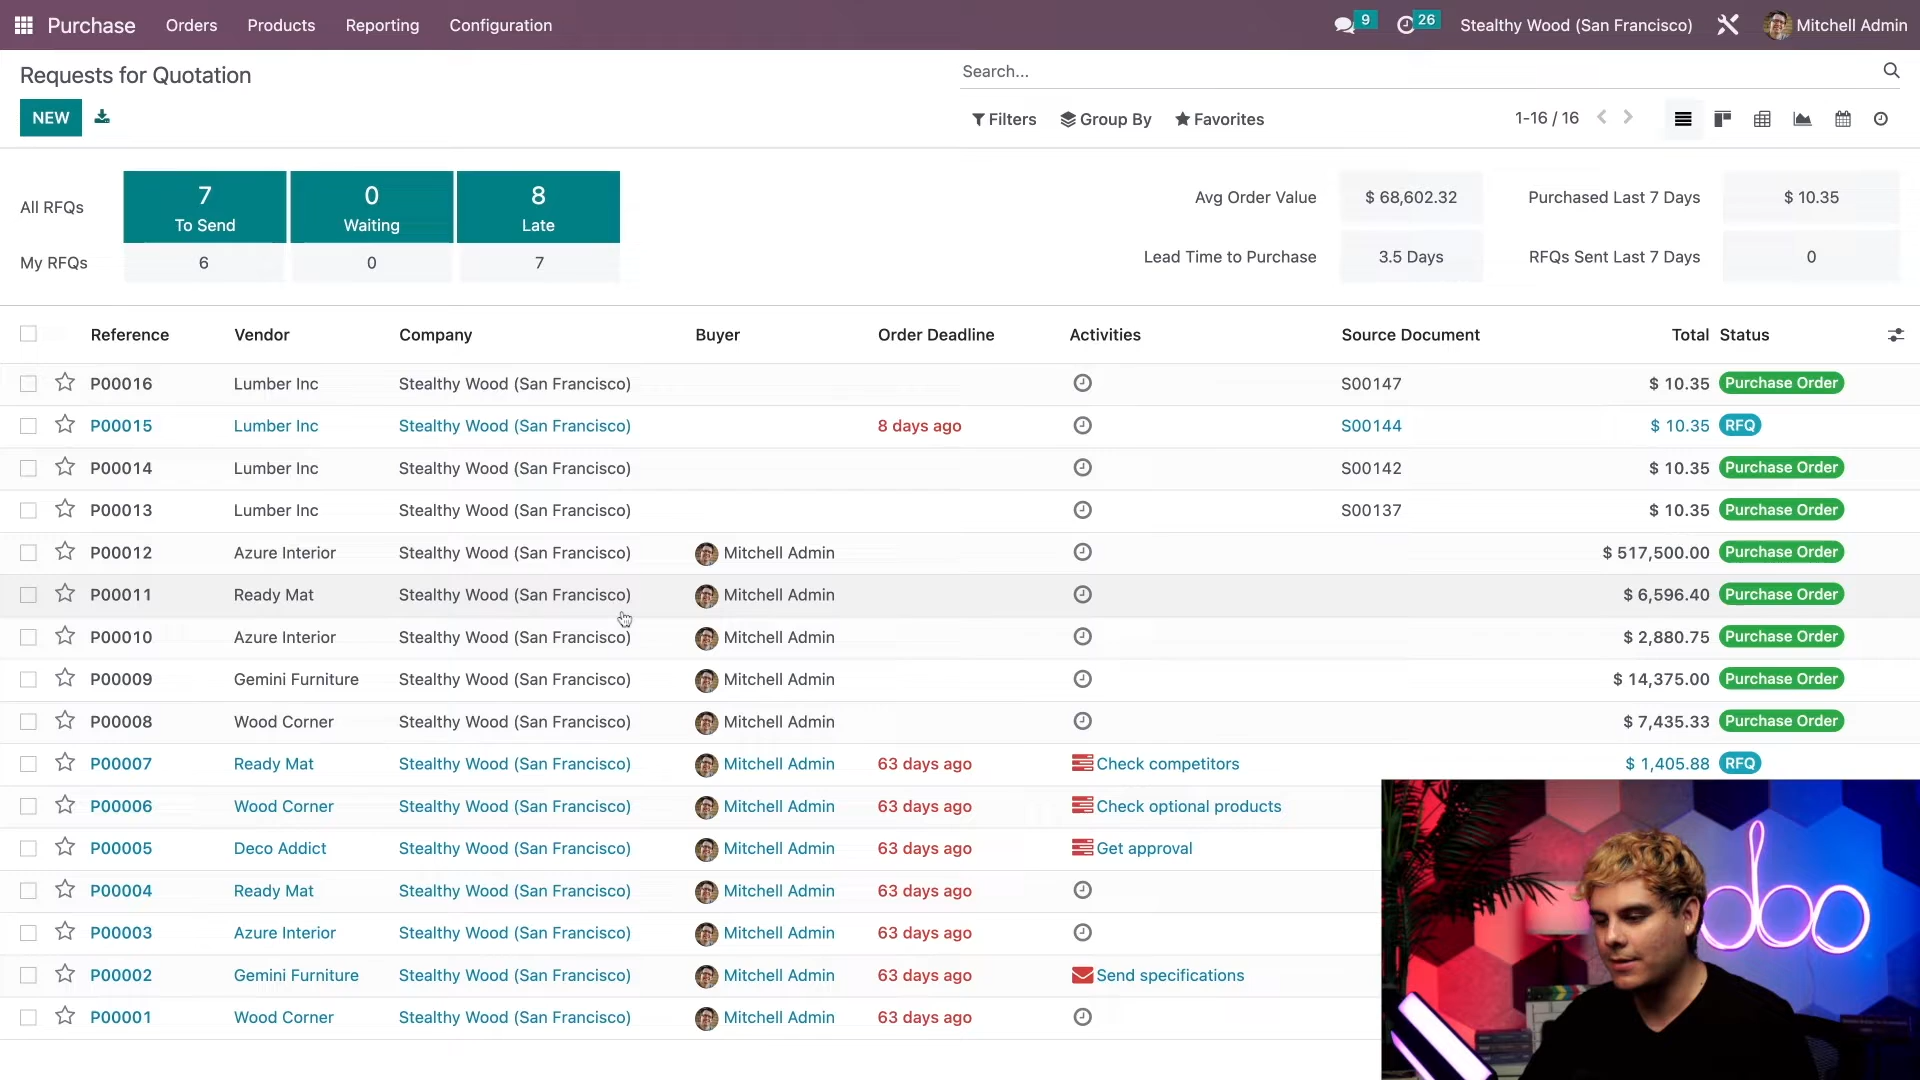 Purchase Orders Products Reporting Configuration 9 26 Stealthy Wood (San Francisco) Mitchell Admin
Requests for Quotation
Search...
NEW
Filters Group By Favorites 1-16 / 16
All RFQs 7 To Send 0 Waiting 8 Late
My RFQs 6 0 7
Avg Order Value $ 68,602.32 Purchased Last 7 Days $ 10.35
Lead Time to Purchase 3.5 Days RFQs Sent Last 7 Days 0
Reference Vendor Company Buyer Order Deadline Activities Source Document Total Status
P00016 Lumber Inc Stealthy Wood (San Francisco) S00147 $ 10.35 Purchase Order
P00015 Lumber Inc Stealthy Wood (San Francisco) 8 days ago S00144 $ 10.35 RFQ
P00014 Lumber Inc Stealthy Wood (San Francisco) S00142 $ 10.35 Purchase Order
P00013 Lumber Inc Stealthy Wood (San Francisco) S00137 $ 10.35 Purchase Order
P00012 Azure Interior Stealthy Wood (San Francisco) Mitchell Admin $ 517,500.00 Purchase Order
P00011 Ready Mat Stealthy Wood (San Francisco) Mitchell Admin $ 6,596.40 Purchase Order
P00010 Azure Interior Stealthy Wood (San Francisco) Mitchell Admin $ 2,880.75 Purchase Order
P00009 Gemini Furniture Stealthy Wood (San Francisco) Mitchell Admin $ 14,375.00 Purchase Order
P00008 Wood Corner Stealthy Wood (San Francisco) Mitchell Admin $ 7,435.33 Purchase Order
P00007 Ready Mat Stealthy Wood (San Francisco) Mitchell Admin 63 days ago Check competitors $ 1,405.88 RFQ
P00006 Wood Corner Stealthy Wood (San Francisco) Mitchell Admin 63 days ago Check optional products
P00005 Deco Addict Stealthy Wood (San Francisco) Mitchell Admin 63 days ago Get approval
P00004 Ready Mat Stealthy Wood (San Francisco) Mitchell Admin 63 days ago
P00003 Azure Interior Stealthy Wood (San Francisco) Mitchell Admin 63 days ago
P00002 Gemini Furniture Stealthy Wood (San Francisco) Mitchell Admin 63 days ago Send specifications
P00001 Wood Corner Stealthy Wood (San Francisco) Mitchell Admin 63 days ago